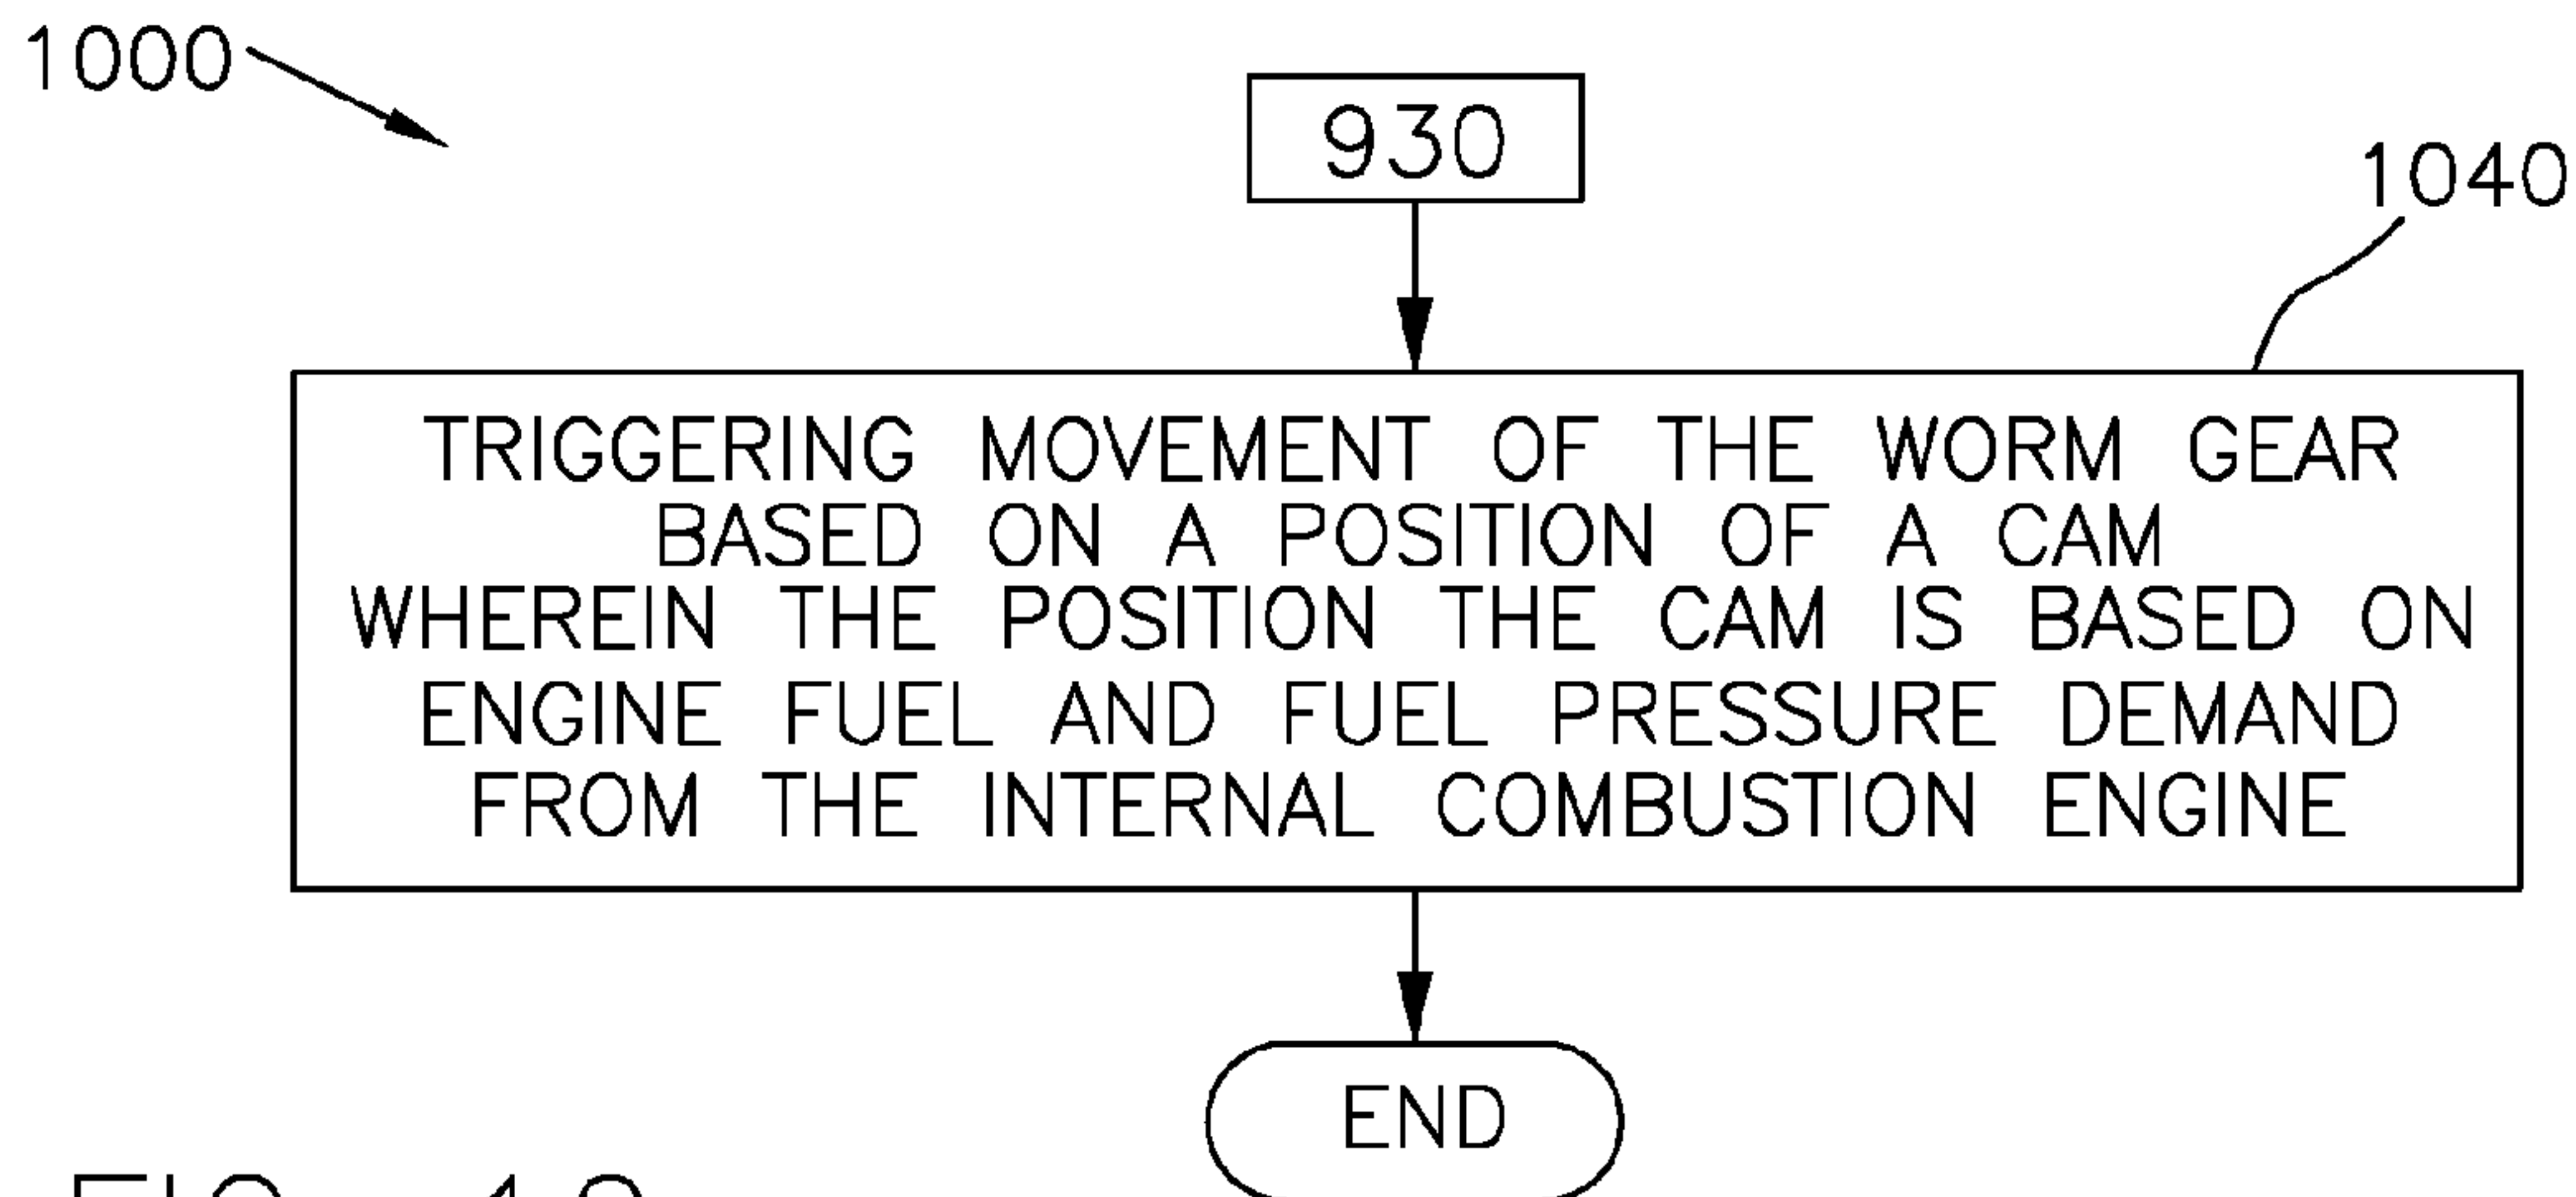 1000
930
1040
TRIGGERING MOVEMENT OF THE WORM GEAR
BASED ON A POSITION OF A CAM
WHEREIN THE POSITION THE CAM IS BASED ON
ENGINE FUEL AND FUEL PRESSURE DEMAND
FROM THE INTERNAL COMBUSTION ENGINE
END